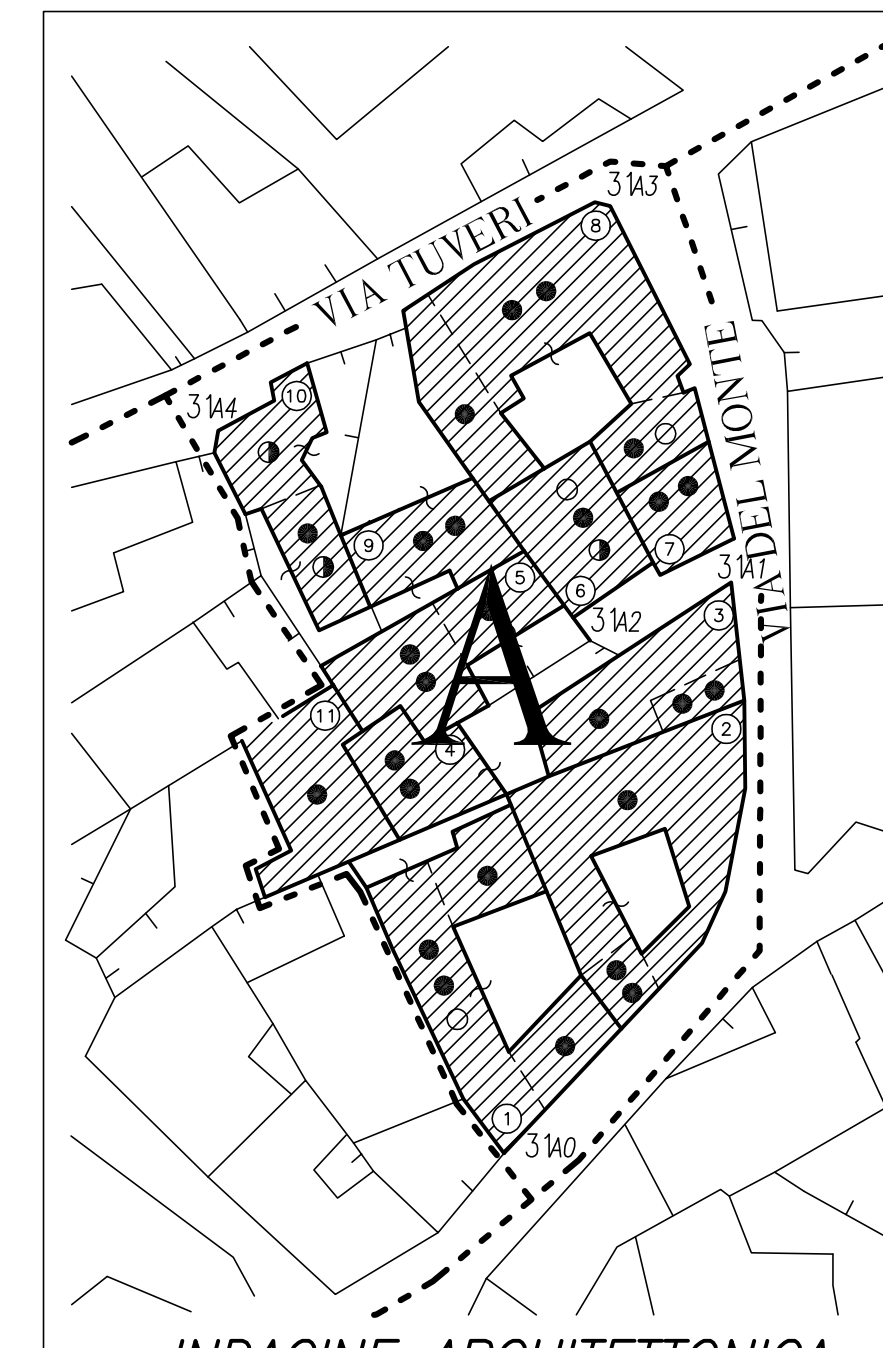 31A3
8
VIA TUVERI
10
31A4
VIA DEL MONTE
9
7
31A1
5
6
3
31A2
A
11
2
4
1
31A0
INDAGINE ARCHITETTONICA